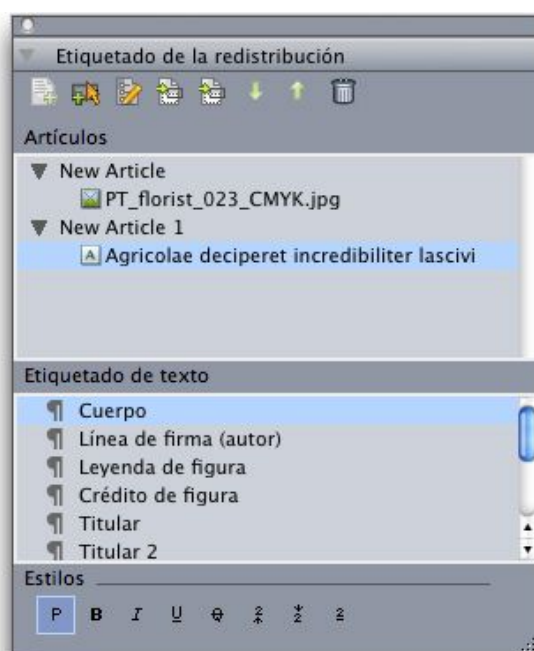 Etiquetado de la redistribución
Artículos
New Article
PT_florist_023_CMYK.jpg
New Article 1
A Agricolae deciperet incredibiliter lascivi
Etiquetado de texto
¶ Cuerpo
¶ Línea de firma (autor)
¶ Leyenda de figura
¶ Crédito de figura
¶ Titular
¶ Titular 2
Estilos
P B I U